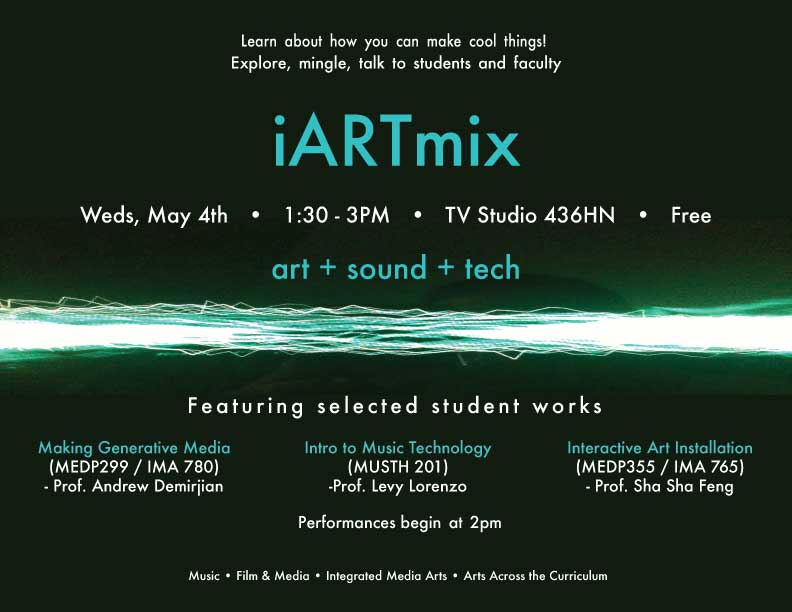 Learn about how you can make cool things!
Explore, mingle, talk to students and faculty
iARTmix
Weds, May 4th • 1:30 - 3PM • TV Studio 436HN • Free
art + sound + tech
Featuring selected student works
Making Generative Media
(MEDP299 / IMA 780)
- Prof. Andrew Demirjian
Intro to Music Technology
(MUSTH 201)
-Prof. Levy Lorenzo
Interactive Art Installation
(MEDP355 / IMA 765)
- Prof. Sha Sha Feng
Performances begin at 2pm
Music • Film & Media • Integrated Media Arts • Arts Across the Curriculum